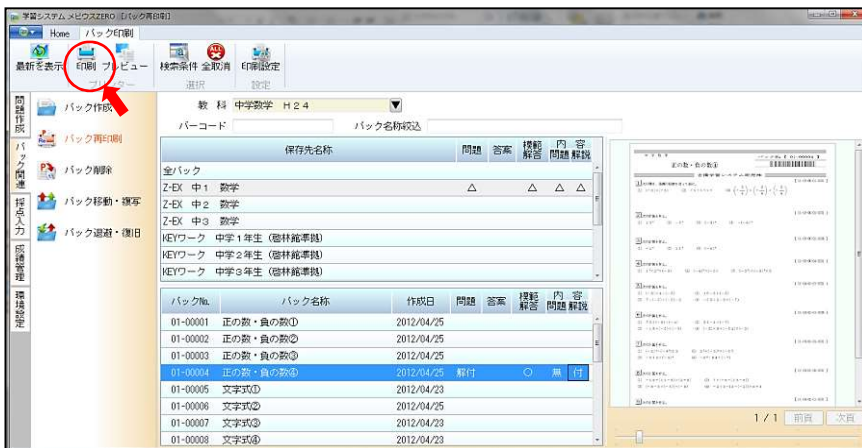 学習システム メビウスZERO [パック再印刷]
Home パック印刷
最新を表示 印刷 プレビュー 検索条件 全取消 印刷設定
プリンター 選択 設定
問題作成
パック関連
採点入力
成績管理
環境設定
パック作成
パック再印刷
パック削除
パック移動・複写
パック退避・復旧
教 科 中学数学 H24
バーコード パック名称絞込
保存先名称 問題 答案 模範解答 内容 問題 解説
全パック
Z-EX 中1 数学 △ △ △ △
Z-EX 中2 数学
Z-EX 中3 数学
KEYワーク 中学1年生 (啓林館準拠)
KEYワーク 中学2年生 (啓林館準拠)
KEYワーク 中学3年生 (啓林館準拠)
パックNo. パック名称 作成日 問題 答案 模範解答 内容 問題 解説
01-00001 正の数・負の数① 2012/04/25
01-00002 正の数・負の数② 2012/04/25
01-00003 正の数・負の数③ 2012/04/25
01-00004 正の数・負の数④ 2012/04/25 解付 ○ 無 付
01-00005 文字式① 2012/04/23
01-00006 文字式② 2012/04/25
01-00007 文字式③ 2012/04/23
01-00008 文字式④ 2012/04/23
正の数・負の数④
1 / 1 前頁 次頁